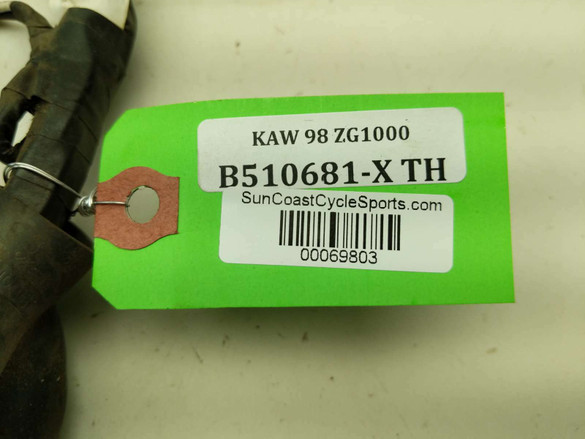 KAW 98 ZG1000
B510681-X TH
SunCoastCycleSports.com
00069803